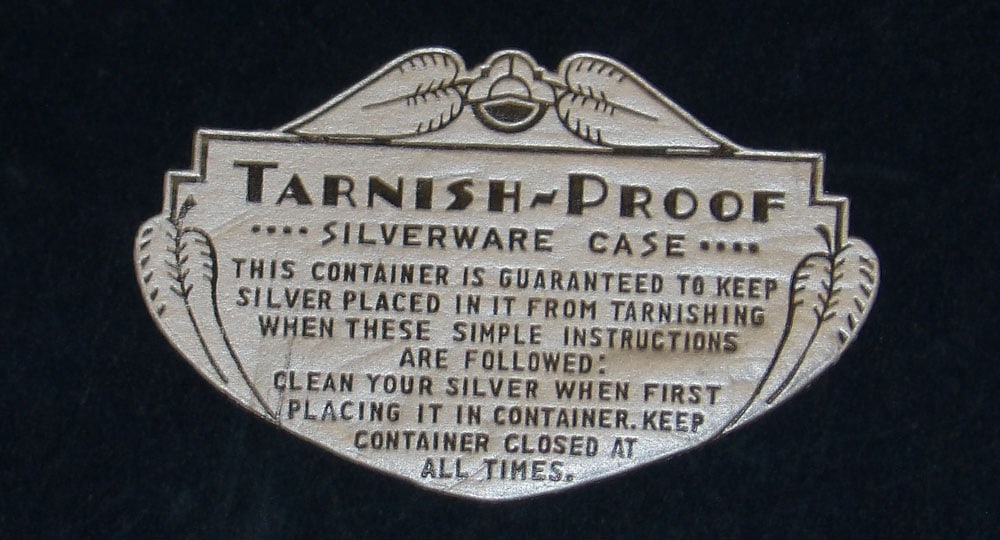 TARNISH~PROOF
···· SILVERWARE CASE ····
THIS CONTAINER IS GUARANTEED TO KEEP
SILVER PLACED IN IT FROM TARNISHING
WHEN THESE SIMPLE INSTRUCTIONS
ARE FOLLOWED:
CLEAN YOUR SILVER WHEN FIRST
PLACING IT IN CONTAINER. KEEP
CONTAINER CLOSED AT
ALL TIMES.